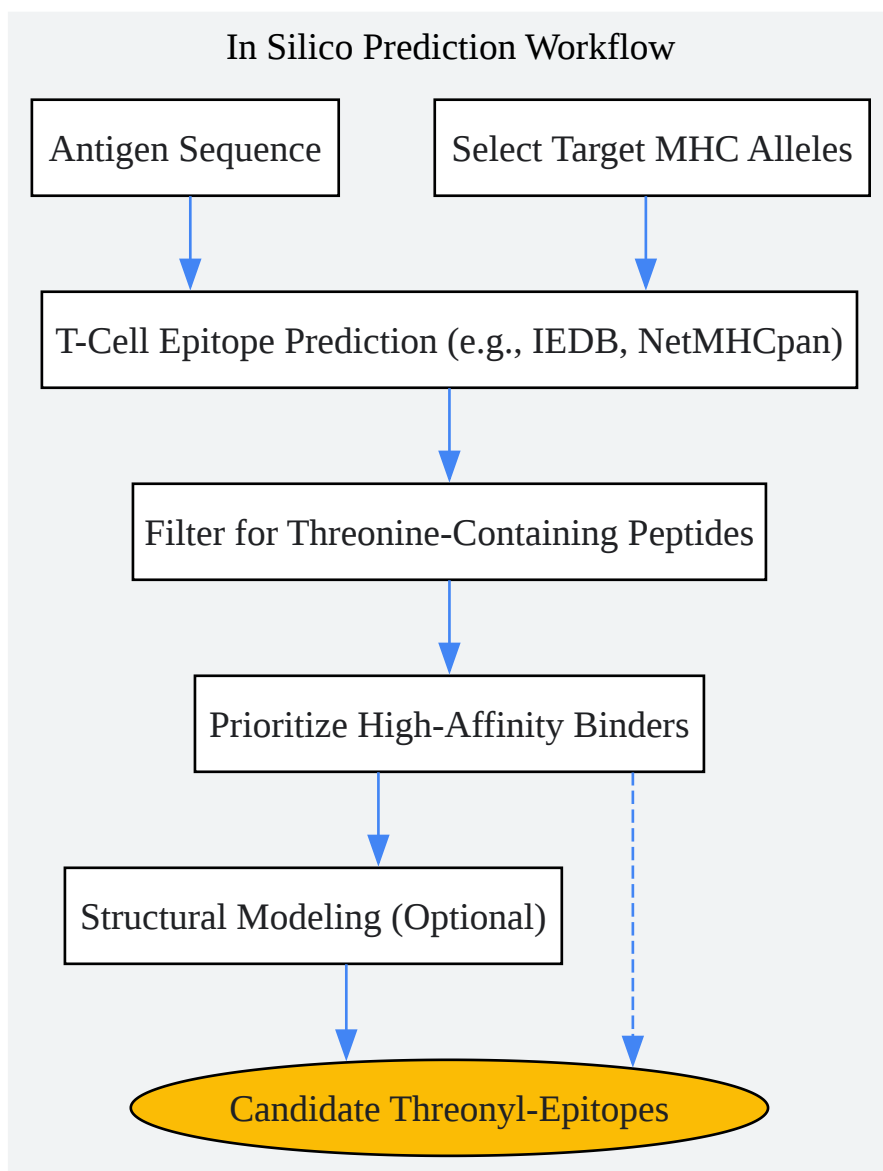 In Silico Prediction Workflow
Antigen Sequence
Select Target MHC Alleles
T-Cell Epitope Prediction (e.g., IEDB, NetMHCpan)
Filter for Threonine-Containing Peptides
Prioritize High-Affinity Binders
Structural Modeling (Optional)
Candidate Threonyl-Epitopes